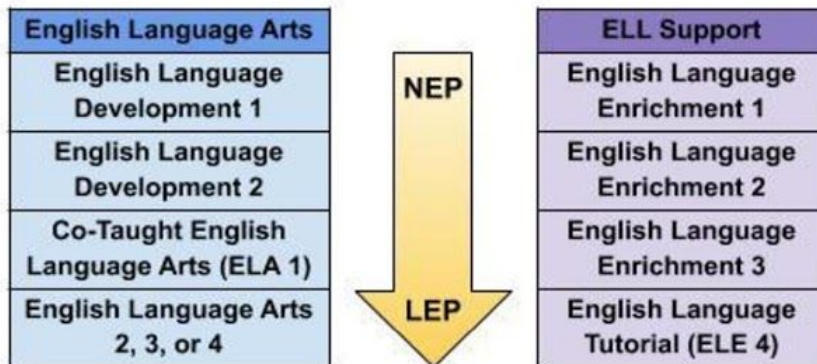 English Language Arts
English Language
Development 1
English Language
Development 2
Co-Taught English
Language Arts (ELA 1)
English Language Arts
2, 3, or 4
NEP
LEP
ELL Support
English Language
Enrichment 1
English Language
Enrichment 2
English Language
Enrichment 3
English Language
Tutorial (ELE 4)